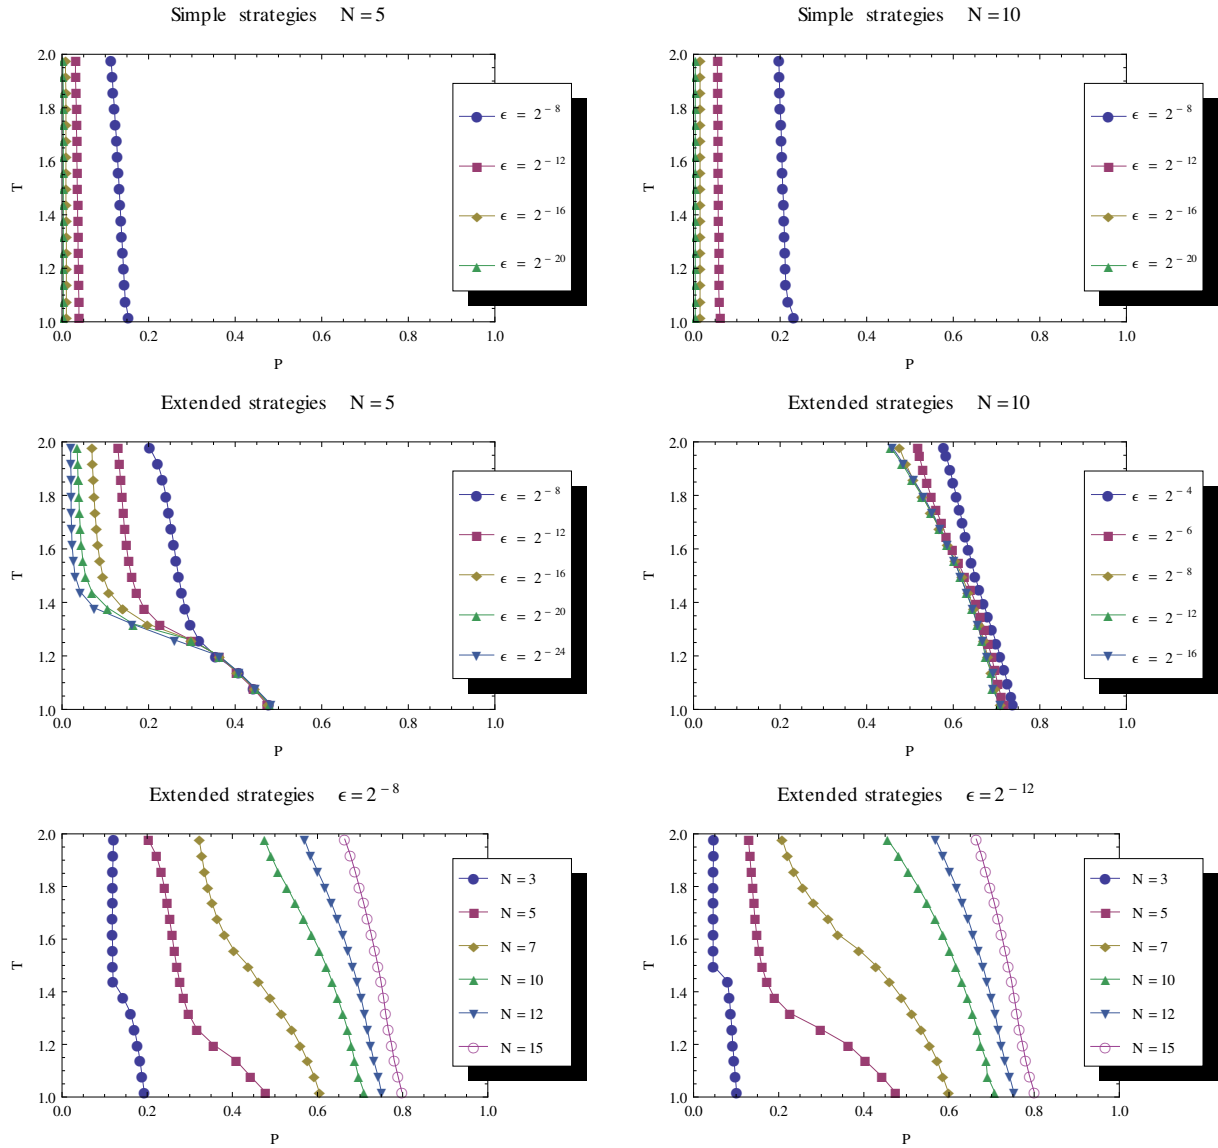 Simple strategies N = 5
2.0
1.8
1.6
T
1.4
1.2
1.0
0.0 0.2 0.4 0.6 0.8 1.0
P
ϵ = 2^-8
ϵ = 2^-12
ϵ = 2^-16
ϵ = 2^-20
Simple strategies N = 10
2.0
1.8
1.6
T
1.4
1.2
1.0
0.0 0.2 0.4 0.6 0.8 1.0
P
ϵ = 2^-8
ϵ = 2^-12
ϵ = 2^-16
ϵ = 2^-20
Extended strategies N = 5
2.0
1.8
1.6
T
1.4
1.2
1.0
0.0 0.2 0.4 0.6 0.8 1.0
P
ϵ = 2^-8
ϵ = 2^-12
ϵ = 2^-16
ϵ = 2^-20
ϵ = 2^-24
Extended strategies N = 10
2.0
1.8
1.6
T
1.4
1.2
1.0
0.0 0.2 0.4 0.6 0.8 1.0
P
ϵ = 2^-4
ϵ = 2^-6
ϵ = 2^-8
ϵ = 2^-12
ϵ = 2^-16
Extended strategies ϵ = 2^-8
2.0
1.8
1.6
T
1.4
1.2
1.0
0.0 0.2 0.4 0.6 0.8 1.0
P
N = 3
N = 5
N = 7
N = 10
N = 12
N = 15
Extended strategies ϵ = 2^-12
2.0
1.8
1.6
T
1.4
1.2
1.0
0.0 0.2 0.4 0.6 0.8 1.0
P
N = 3
N = 5
N = 7
N = 10
N = 12
N = 15